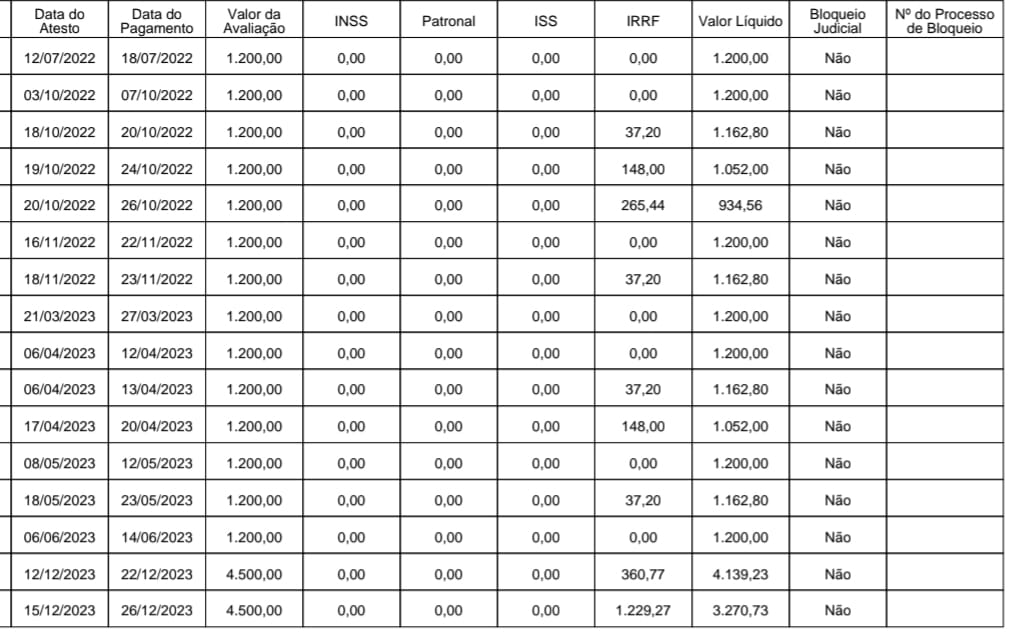 Data do Atesto Data do Pagamento Valor da Avaliação INSS Patronal ISS IRRF Valor Líquido Bloqueio Judicial Nº do Processo de Bloqueio
12/07/2022 18/07/2022 1.200,00 0,00 0,00 0,00 0,00 1.200,00 Não
03/10/2022 07/10/2022 1.200,00 0,00 0,00 0,00 0,00 1.200,00 Não
18/10/2022 20/10/2022 1.200,00 0,00 0,00 0,00 37,20 1.162,80 Não
19/10/2022 24/10/2022 1.200,00 0,00 0,00 0,00 148,00 1.052,00 Não
20/10/2022 26/10/2022 1.200,00 0,00 0,00 0,00 265,44 934,56 Não
16/11/2022 22/11/2022 1.200,00 0,00 0,00 0,00 0,00 1.200,00 Não
18/11/2022 23/11/2022 1.200,00 0,00 0,00 0,00 37,20 1.162,80 Não
21/03/2023 27/03/2023 1.200,00 0,00 0,00 0,00 0,00 1.200,00 Não
06/04/2023 12/04/2023 1.200,00 0,00 0,00 0,00 0,00 1.200,00 Não
06/04/2023 13/04/2023 1.200,00 0,00 0,00 0,00 37,20 1.162,80 Não
17/04/2023 20/04/2023 1.200,00 0,00 0,00 0,00 148,00 1.052,00 Não
08/05/2023 12/05/2023 1.200,00 0,00 0,00 0,00 0,00 1.200,00 Não
18/05/2023 23/05/2023 1.200,00 0,00 0,00 0,00 37,20 1.162,80 Não
06/06/2023 14/06/2023 1.200,00 0,00 0,00 0,00 0,00 1.200,00 Não
12/12/2023 22/12/2023 4.500,00 0,00 0,00 0,00 360,77 4.139,23 Não
15/12/2023 26/12/2023 4.500,00 0,00 0,00 0,00 1.229,27 3.270,73 Não